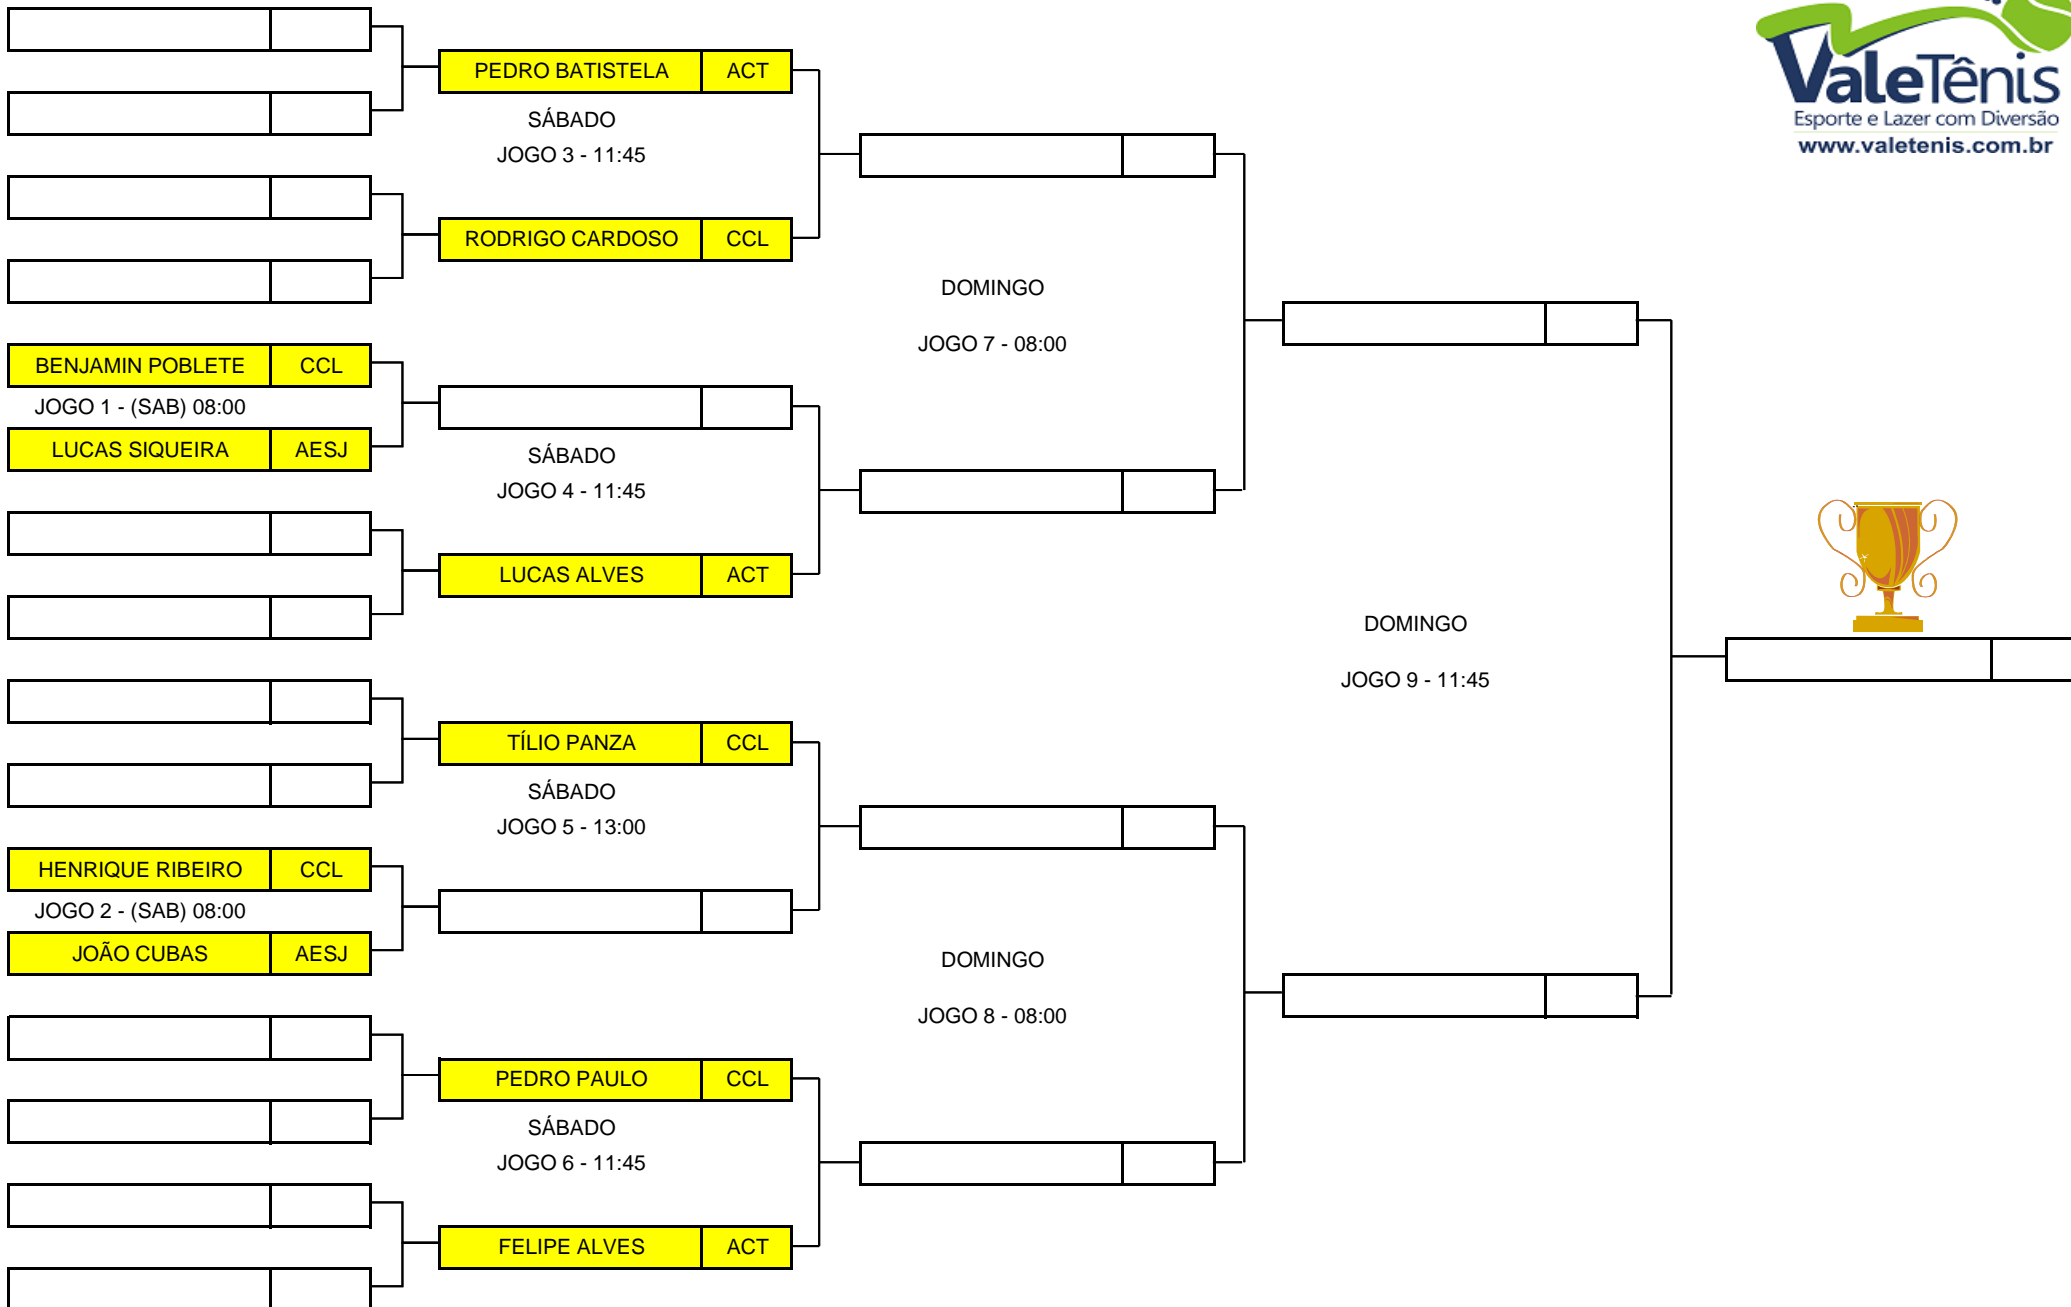 ValeTênis
Esporte e Lazer com Diversão
www.valetenis.com.br
PEDRO BATISTELA ACT
SÁBADO
JOGO 3 - 11:45
RODRIGO CARDOSO CCL
DOMINGO
JOGO 7 - 08:00
BENJAMIN POBLETE CCL
JOGO 1 - (SAB) 08:00
LUCAS SIQUEIRA AESJ
SÁBADO
JOGO 4 - 11:45
LUCAS ALVES ACT
DOMINGO
JOGO 9 - 11:45
TÍLIO PANZA CCL
SÁBADO
JOGO 5 - 13:00
HENRIQUE RIBEIRO CCL
JOGO 2 - (SAB) 08:00
JOÃO CUBAS AESJ
DOMINGO
JOGO 8 - 08:00
PEDRO PAULO CCL
SÁBADO
JOGO 6 - 11:45
FELIPE ALVES ACT